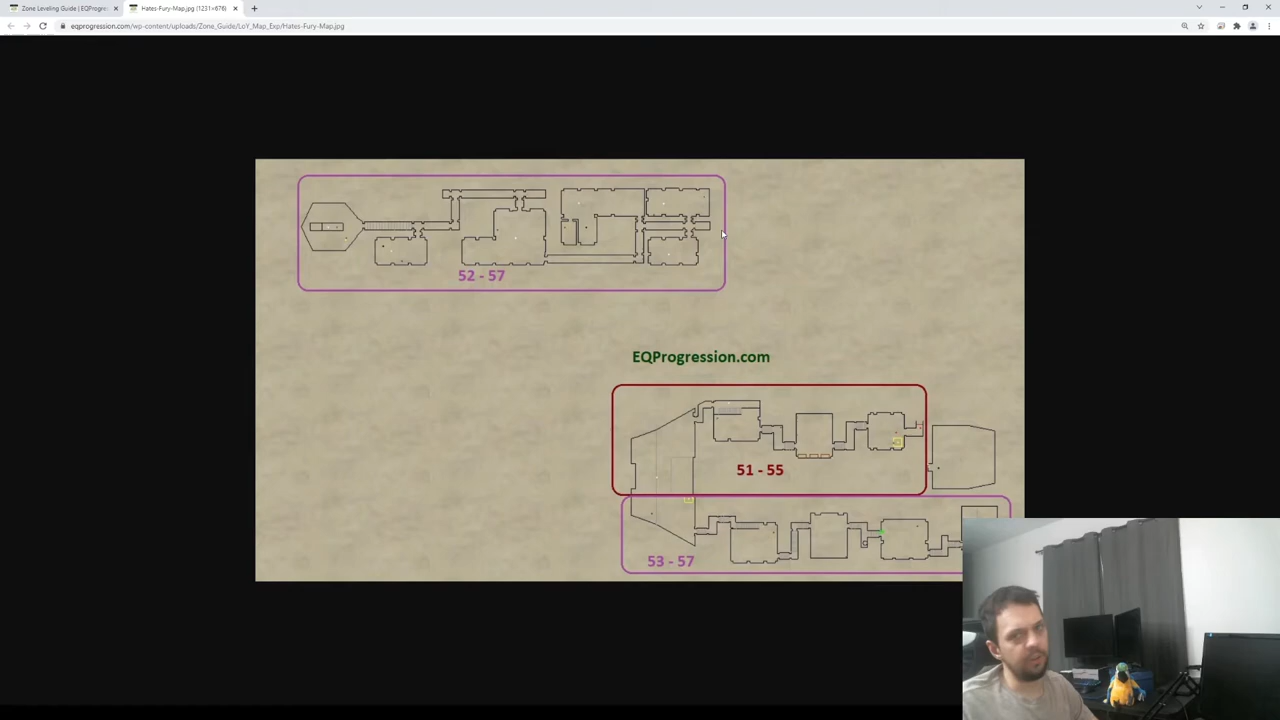 Zone Leveling Guide | EQProgres
Hates-Fury-Map.jpg (1231×676)
eqprogression.com/wp-content/uploads/Zone_Guide/LoY_Map_Exp/Hates-Fury-Map.jpg
52 - 57
EQProgression.com
51 - 55
53 - 57